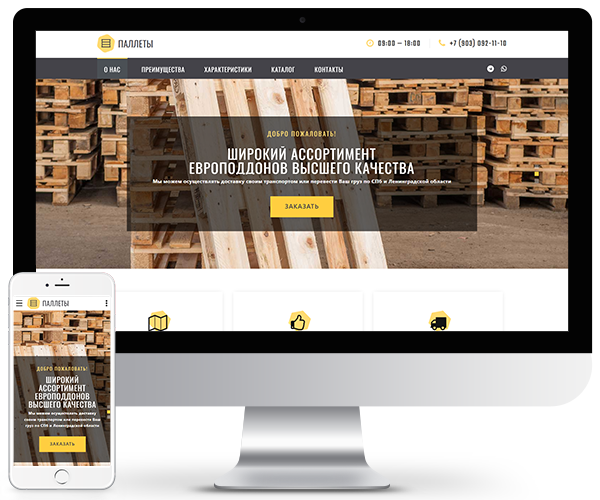 ПАЛЛЕТЫ
09:00 – 18:00 +7 (903) 092-11-10
О НАС ПРЕИМУЩЕСТВА ХАРАКТЕРИСТИКИ КАТАЛОГ КОНТАКТЫ
ДОБРО ПОЖАЛОВАТЬ!
ШИРОКИЙ АССОРТИМЕНТ
ЕВРОПОДДОНОВ ВЫСШЕГО КАЧЕСТВА
Мы можем осуществлять доставку своим транспортом или перевести Ваш груз по СПб и Ленинградской области
ЗАКАЗАТЬ
ПАЛЛЕТЫ
ДОБРО ПОЖАЛОВАТЬ!
ШИРОКИЙ
АССОРТИМЕНТ
ЕВРОПОДДОНОВ
ВЫСШЕГО КАЧЕСТВА
Мы можем осуществлять доставку
своим транспортом или перевести Ваш
груз по СПб и Ленинградской области
ЗАКАЗАТЬ